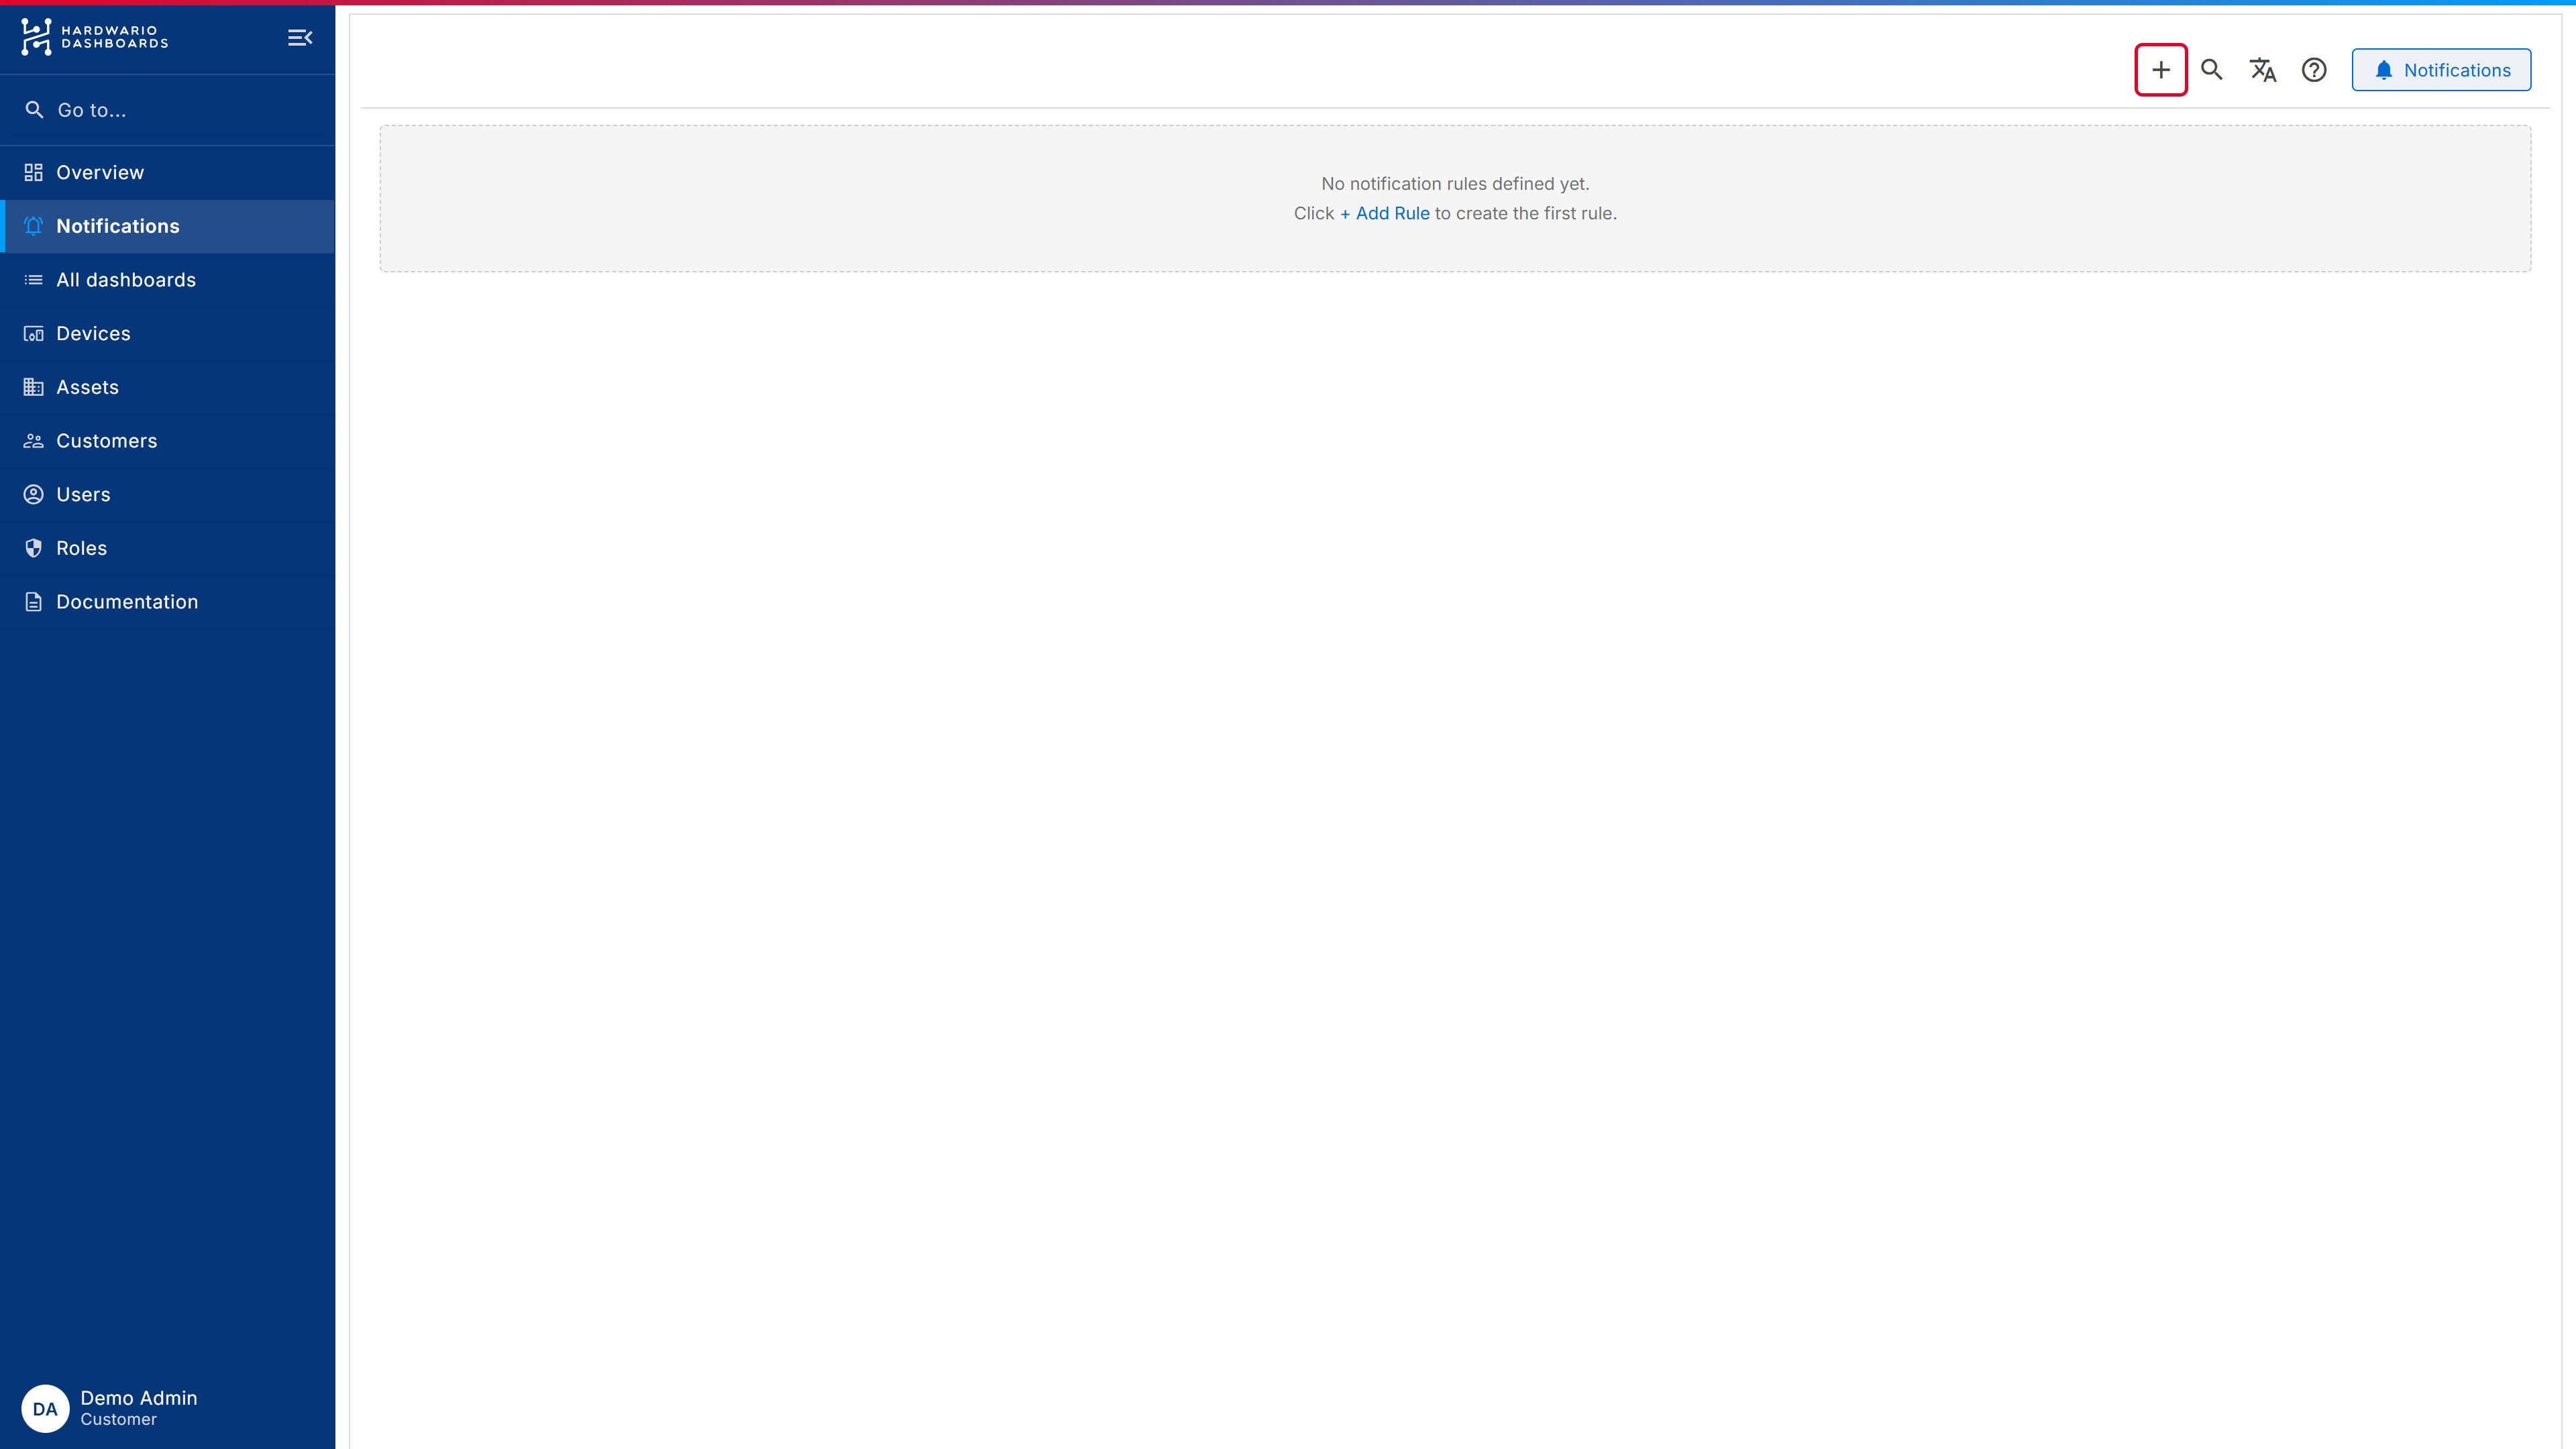 HARDWARIO
DASHBOARDS
Go to...
Overview
Notifications
All dashboards
Devices
Assets
Customers
Users
Roles
Documentation
Notifications
No notification rules defined yet.
Click + Add Rule to create the first rule.
DA
Demo Admin
Customer